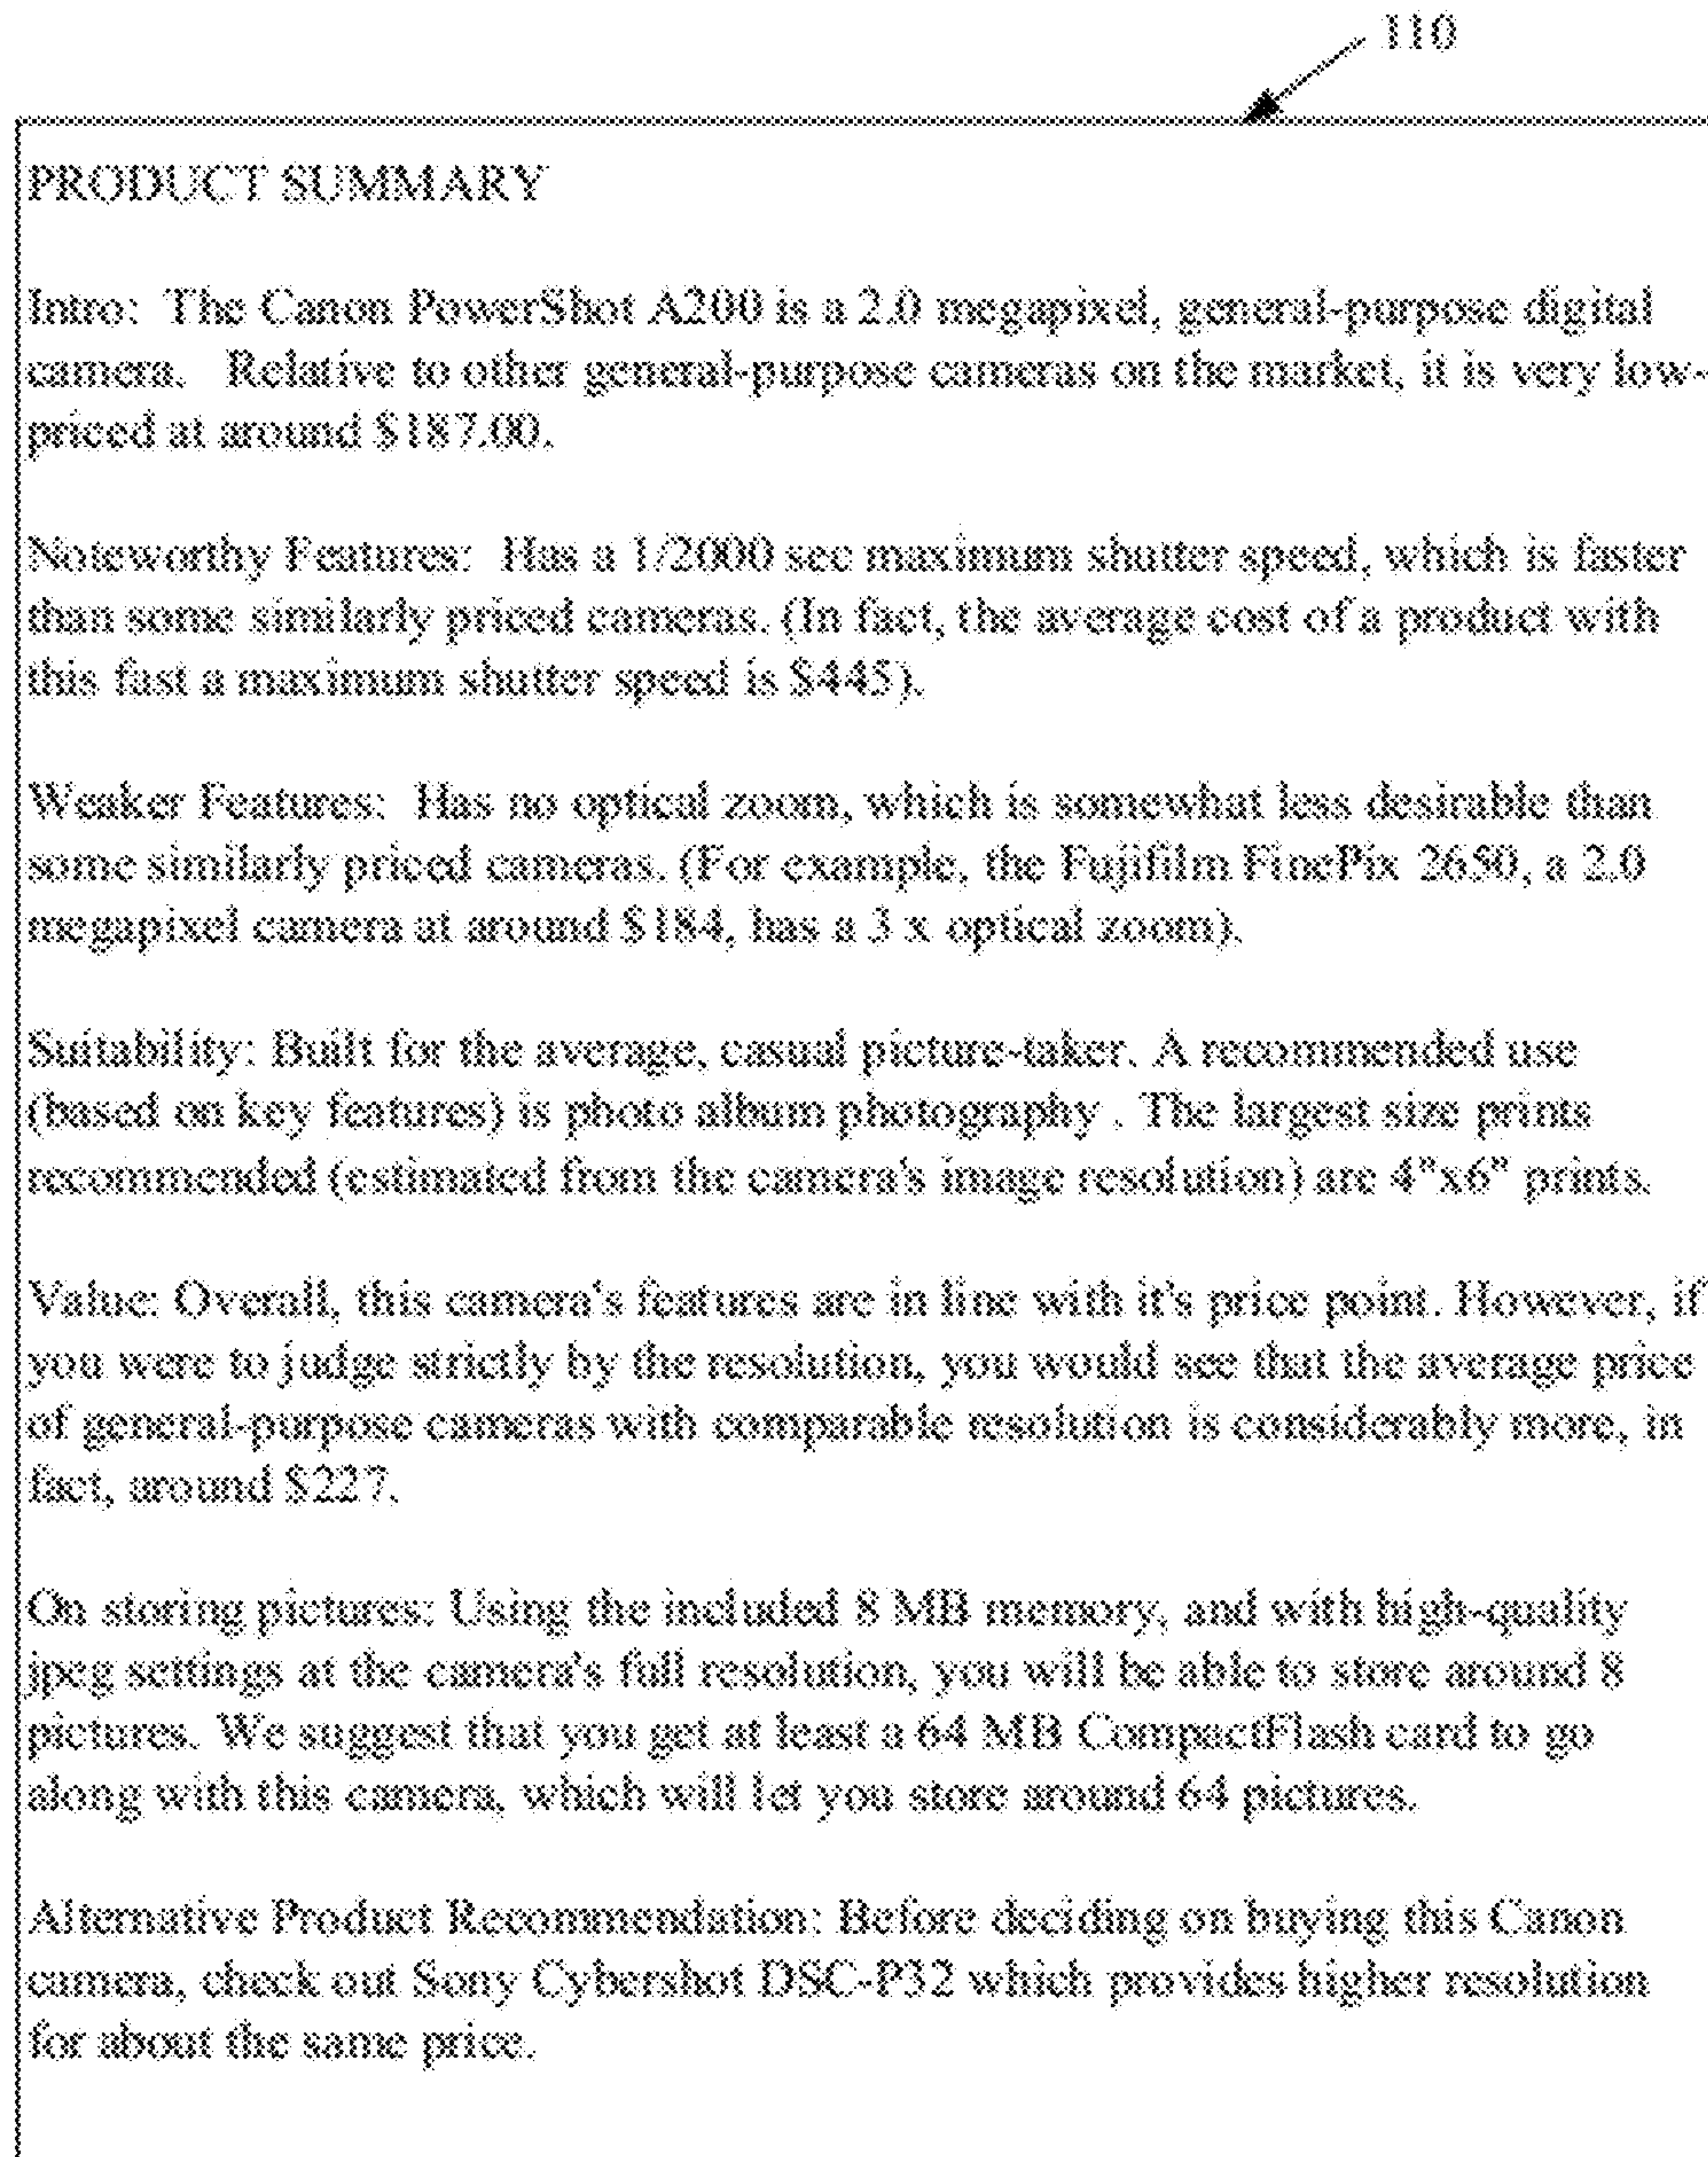 110
PRODUCT SUMMARY
Intro:  The Canon PowerShot A200 is a 2.0 megapixel, general-purpose digital
camera.   Relative to other general-purpose cameras on the market, it is very low-
priced at around $187.00.
Noteworthy Features:  Has a 1/2000 sec maximum shutter speed, which is faster
than some similarly priced cameras. (In fact, the average cost of a product with
this fast a maximum shutter speed is $445).
Weaker Features:  Has no optical zoom, which is somewhat less desirable than
some similarly priced cameras. (For example, the Fujifilm FinePix 2650, a 2.0
megapixel camera at around $184, has a 3 x optical zoom).
Suitability: Built for the average, casual picture-taker. A recommended use
(based on key features) is photo album photography . The largest size prints
recommended (estimated from the camera's image resolution) are 4"x6" prints.
Value: Overall, this camera's features are in line with it's price point. However, if
you were to judge strictly by the resolution, you would see that the average price
of general-purpose cameras with comparable resolution is considerably more, in
fact, around $227.
On storing pictures: Using the included 8 MB memory, and with high-quality
jpeg settings at the camera's full resolution, you will be able to store around 8
pictures. We suggest that you get at least a 64 MB CompactFlash card to go
along with this camera, which will let you store around 64 pictures.
Alternative Product Recommendation: Before deciding on buying this Canon
camera, check out Sony Cybershot DSC-P32 which provides higher resolution
for about the same price.